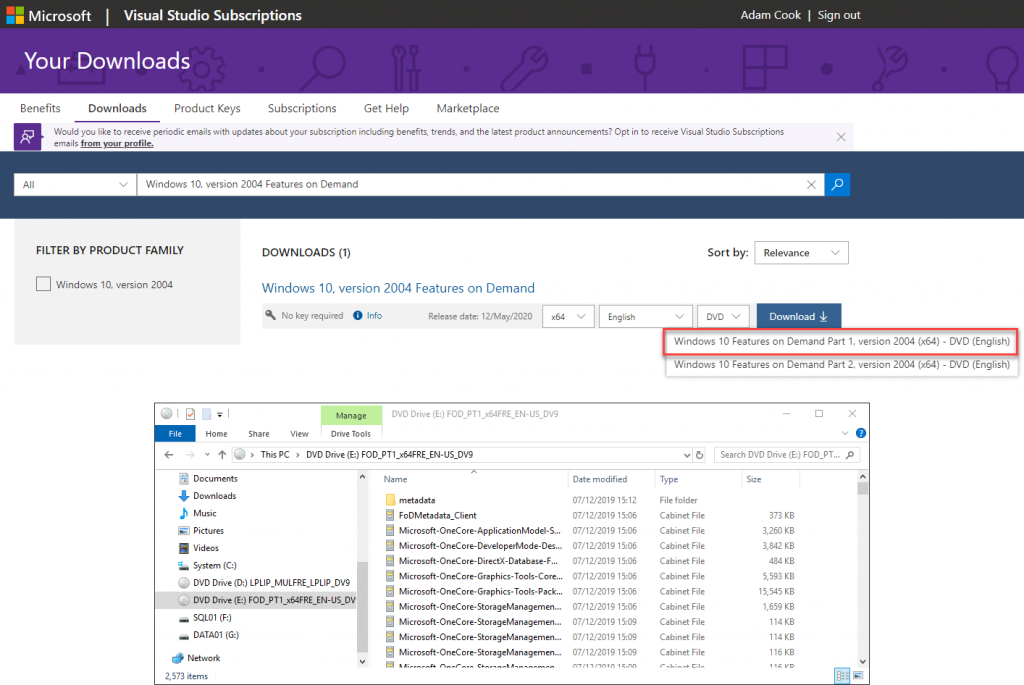 Microsoft | Visual Studio Subscriptions
Adam Cook | Sign out
Your Downloads
Benefits Downloads Product Keys Subscriptions Get Help Marketplace
Would you like to receive periodic emails with updates about your subscription including benefits, trends, and the latest product announcements? Opt in to receive Visual Studio Subscriptions
emails from your profile.
All
Windows 10, version 2004 Features on Demand
FILTER BY PRODUCT FAMILY
Windows 10, version 2004
DOWNLOADS (1)
Sort by: Relevance
Windows 10, version 2004 Features on Demand
No key required Info Release date: 12/May/2020 x64 English DVD Download
Windows 10 Features on Demand Part 1, version 2004 (x64) - DVD (English)
Windows 10 Features on Demand Part 2, version 2004 (x64) - DVD (English)
Manage DVD Drive (E:) FOD_PT1_x64FRE_EN-US_DV9
File Home Share View Drive Tools
This PC > DVD Drive (E:) FOD_PT1_x64FRE_EN-US_DV9
Search DVD Drive (E:) FOD_PT...
Documents
Downloads
Music
Pictures
Videos
System (C:)
DVD Drive (D:) LPLIP_MULFRE_LPLIP_DV9
DVD Drive (E:) FOD_PT1_x64FRE_EN-US_DV
SQL01 (F:)
DATA01 (G:)
Network
Name Date modified Type Size
metadata 07/12/2019 15:12 File folder
FoDMetadata_Client 07/12/2019 15:06 Cabinet File 373 KB
Microsoft-OneCore-ApplicationModel-S... 07/12/2019 15:06 Cabinet File 3,260 KB
Microsoft-OneCore-DeveloperMode-Des... 07/12/2019 15:06 Cabinet File 3,842 KB
Microsoft-OneCore-DirectX-Database-F... 07/12/2019 15:06 Cabinet File 484 KB
Microsoft-OneCore-Graphics-Tools-Core... 07/12/2019 15:06 Cabinet File 5,593 KB
Microsoft-OneCore-Graphics-Tools-Pack... 07/12/2019 15:06 Cabinet File 15,545 KB
Microsoft-OneCore-StorageManagemen... 07/12/2019 15:06 Cabinet File 1,659 KB
Microsoft-OneCore-StorageManagemen... 07/12/2019 15:09 Cabinet File 114 KB
Microsoft-OneCore-StorageManagemen... 07/12/2019 15:09 Cabinet File 114 KB
Microsoft-OneCore-StorageManagemen... 07/12/2019 15:09 Cabinet File 116 KB
Microsoft-OneCore-StorageManagemen... 07/12/2019 15:09 Cabinet File 116 KB
2,573 items